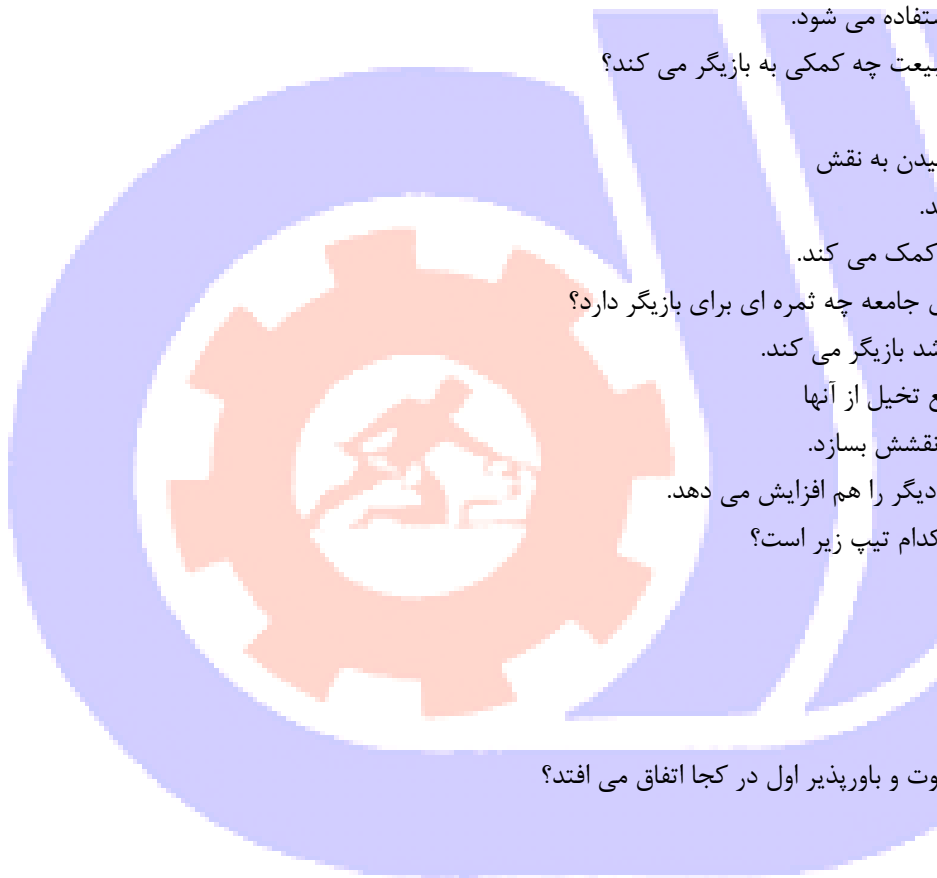 ستفاده می شود.
بیعت چه کمکی به بازیگر می کند؟
یدن به نقش
د.
کمک می کند.
ی جامعه چه ثمره ای برای بازیگر دارد؟
شد بازیگر می کند.
ع تخیل از آنها
نقشش بسازد.
دیگر را هم افزایش می دهد.
کدام تیپ زیر است؟
وت و باورپذیر اول در کجا اتفاق می افتد؟